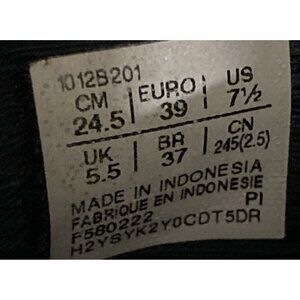 1012B201
CM EURO US
24.5 39 7½
UK BR CN
5.5 37 245(2.5)
MADE IN INDONESIA
FABRIQUE EN INDONESIE
F580222 PI
H2YSYK2Y0CDT5DR